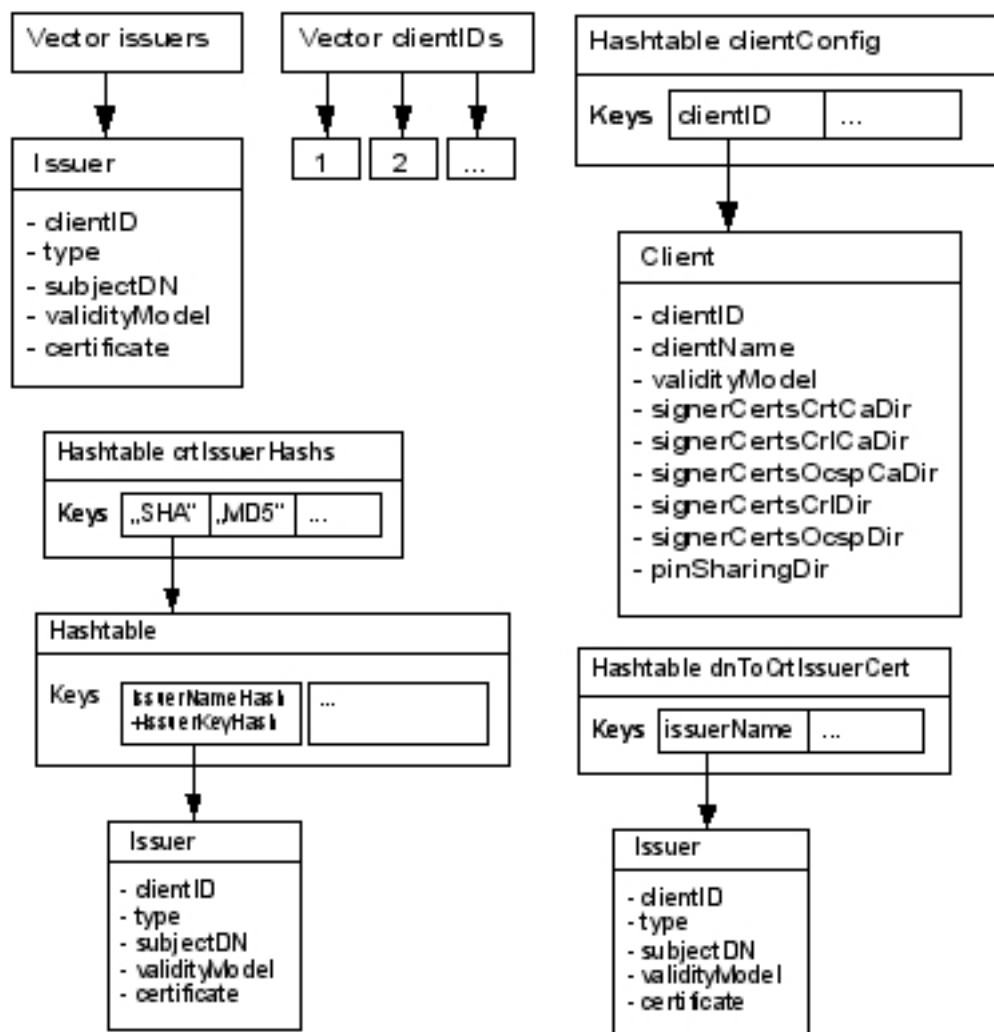 Vector issuers
Issuer
- clientID
- type
- subjectDN
- validityModel
- certificate
Vector clientIDs
1 2 ...
Hashtable clientConfig
Keys clientID ...
Client
- clientID
- clientName
- validityModel
- signerCertsCrtCaDir
- signerCertsCrlCaDir
- signerCertsOcspCaDir
- signerCertsCrlDir
- signerCertsOcspDir
- pinSharingDir
Hashtable crtIssuerHashs
Keys „SHA" „MD5" ...
Hashtable
Keys IssuerNameHash ...
+IssuerKeyHash
Issuer
- clientID
- type
- subjectDN
- validityModel
- certificate
Hashtable dnToCrtIssuerCert
Keys issuerName ...
Issuer
- clientID
- type
- subjectDN
- validityModel
- certificate